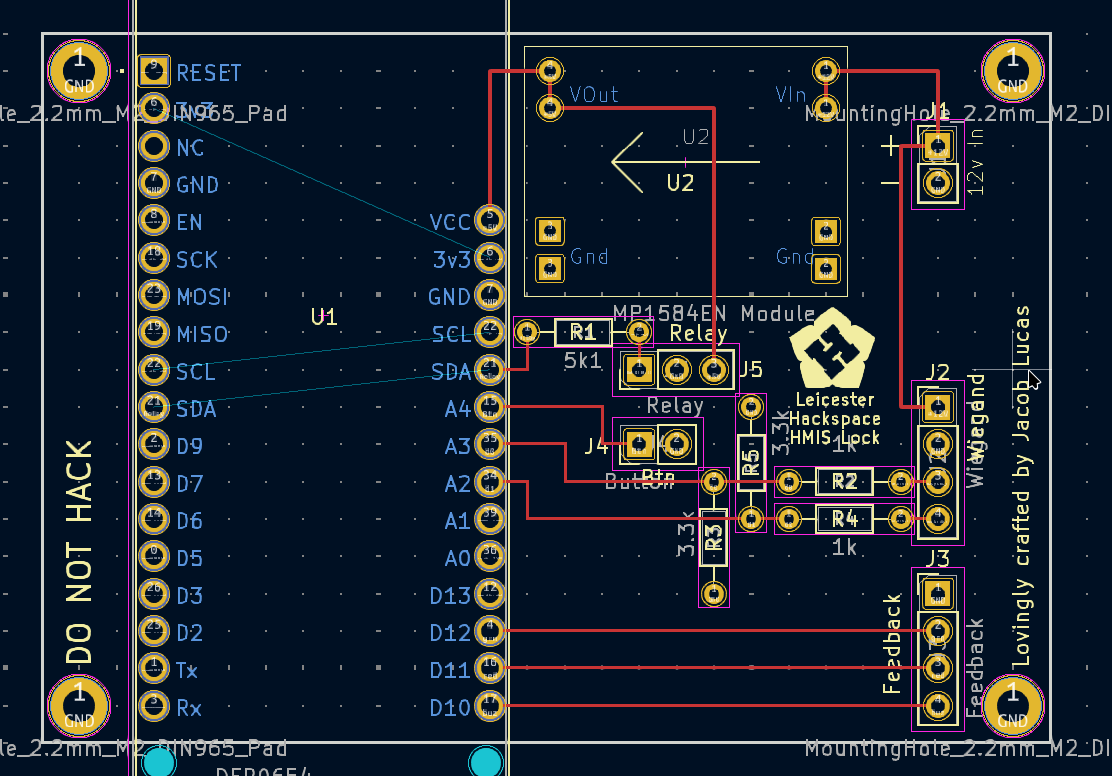 1
GND
RESET
3v3
NC
GND
EN
SCK
MOSI
MISO
SCL
SDA
D9
D7
D6
D5
D3
D2
Tx
Rx
DO NOT HACK
1
GND
le_2.2mm_M2_DIN965_Pad
le_2.2mm_M2_DIN965_Pad
U1
VCC
3v3
GND
SCL
SDA
A4
A3
A2
A1
A0
D13
D12
D11
D10
VOut
VIn
U2
U2
Gnd
Gnd
MP1584EN Module
R1
5k1
Relay
J5
Relay
J4
Btn
Button
R5
3.3k
R3
3.3k
1k
R2
R4
1k
Leicester
Hackspace
HMIS Lock
1
GND
MountingHole_2.2mm_M2_DI
J1
+
12v In
−
J2
Wiegand
Wiegand
J3
Feedback
Feedback
Lovingly crafted by Jacob Lucas
1
GND
MountingHole_2.2mm_M2_DI